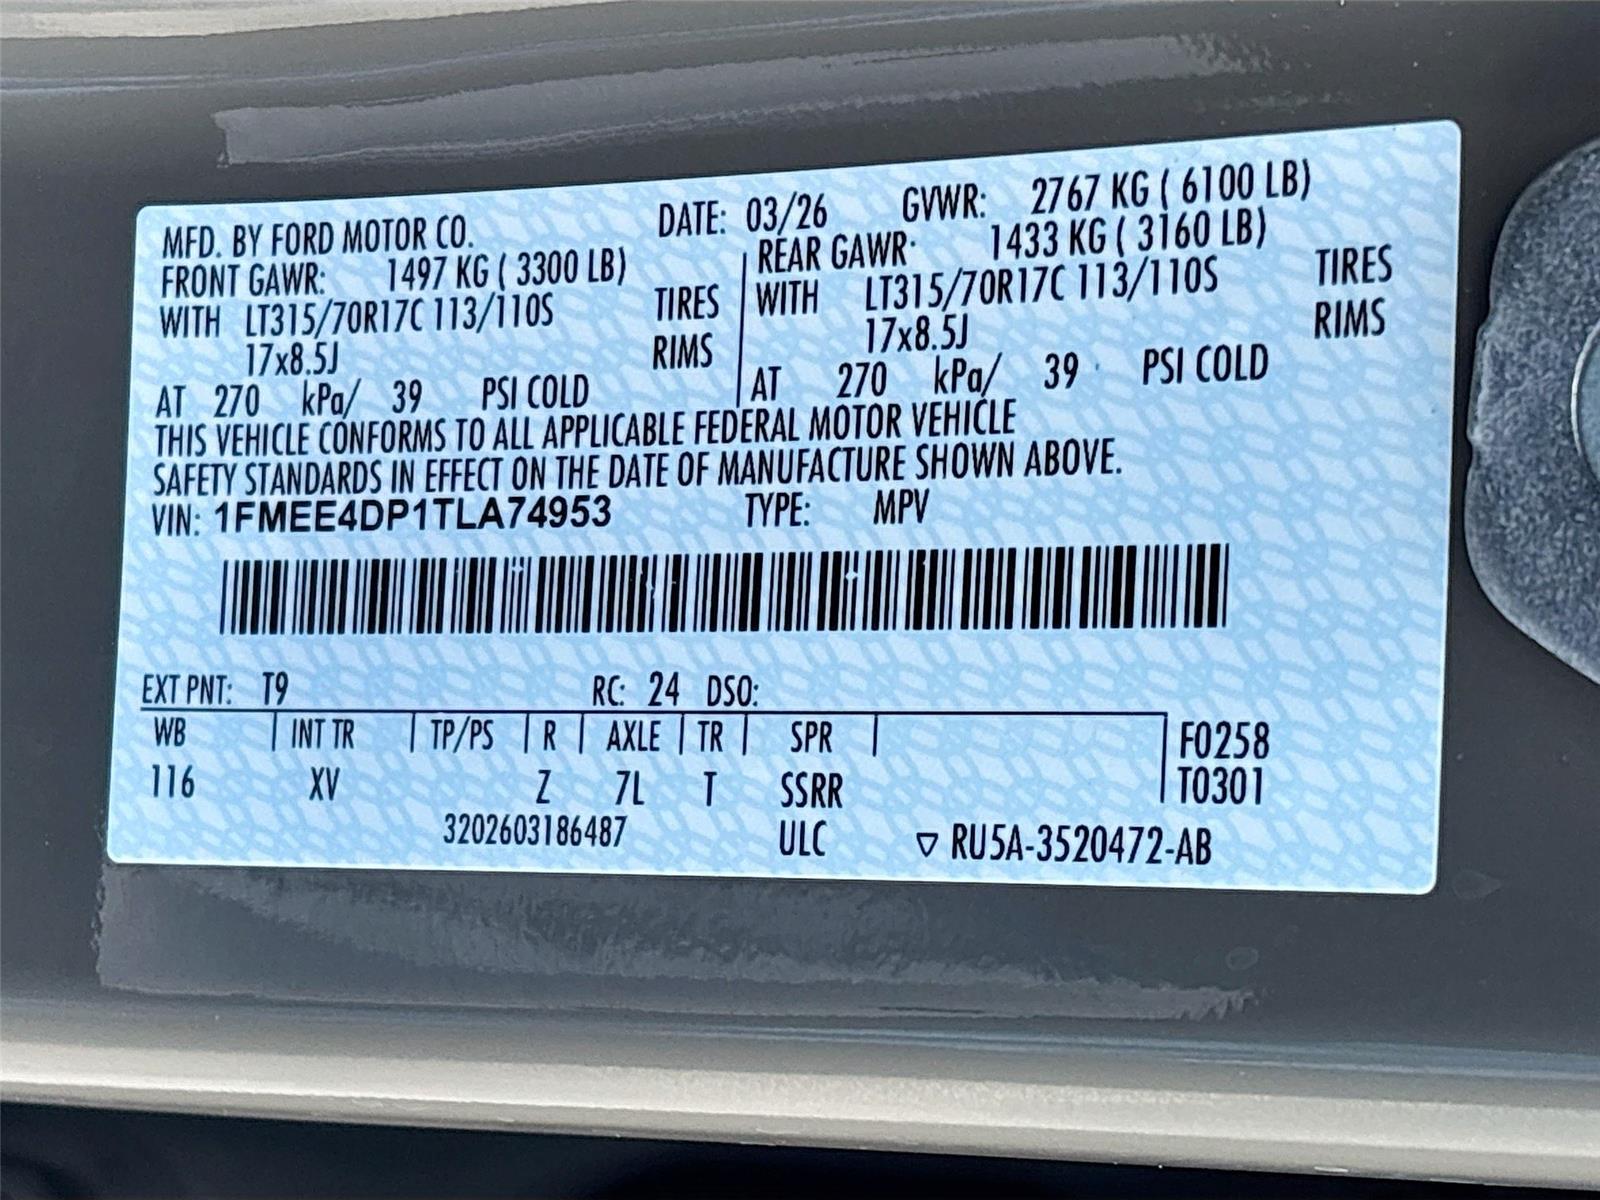 MFD. BY FORD MOTOR CO. DATE: 03/26 GVWR: 2767 KG ( 6100 LB)
FRONT GAWR: 1497 KG ( 3300 LB) REAR GAWR: 1433 KG ( 3160 LB)
WITH LT315/70R17C 113/110S TIRES WITH LT315/70R17C 113/110S TIRES
17x8.5J RIMS 17x8.5J RIMS
AT 270 kPa/ 39 PSI COLD AT 270 kPa/ 39 PSI COLD
THIS VEHICLE CONFORMS TO ALL APPLICABLE FEDERAL MOTOR VEHICLE
SAFETY STANDARDS IN EFFECT ON THE DATE OF MANUFACTURE SHOWN ABOVE.
VIN: 1FMEE4DP1TLA74953 TYPE: MPV
EXT PNT: T9 RC: 24 DSO:
WB INT TR TP/PS R AXLE TR SPR F0258
116 XV Z 7L T SSRR T0301
3202603186487 ULC ▽ RU5A-3520472-AB